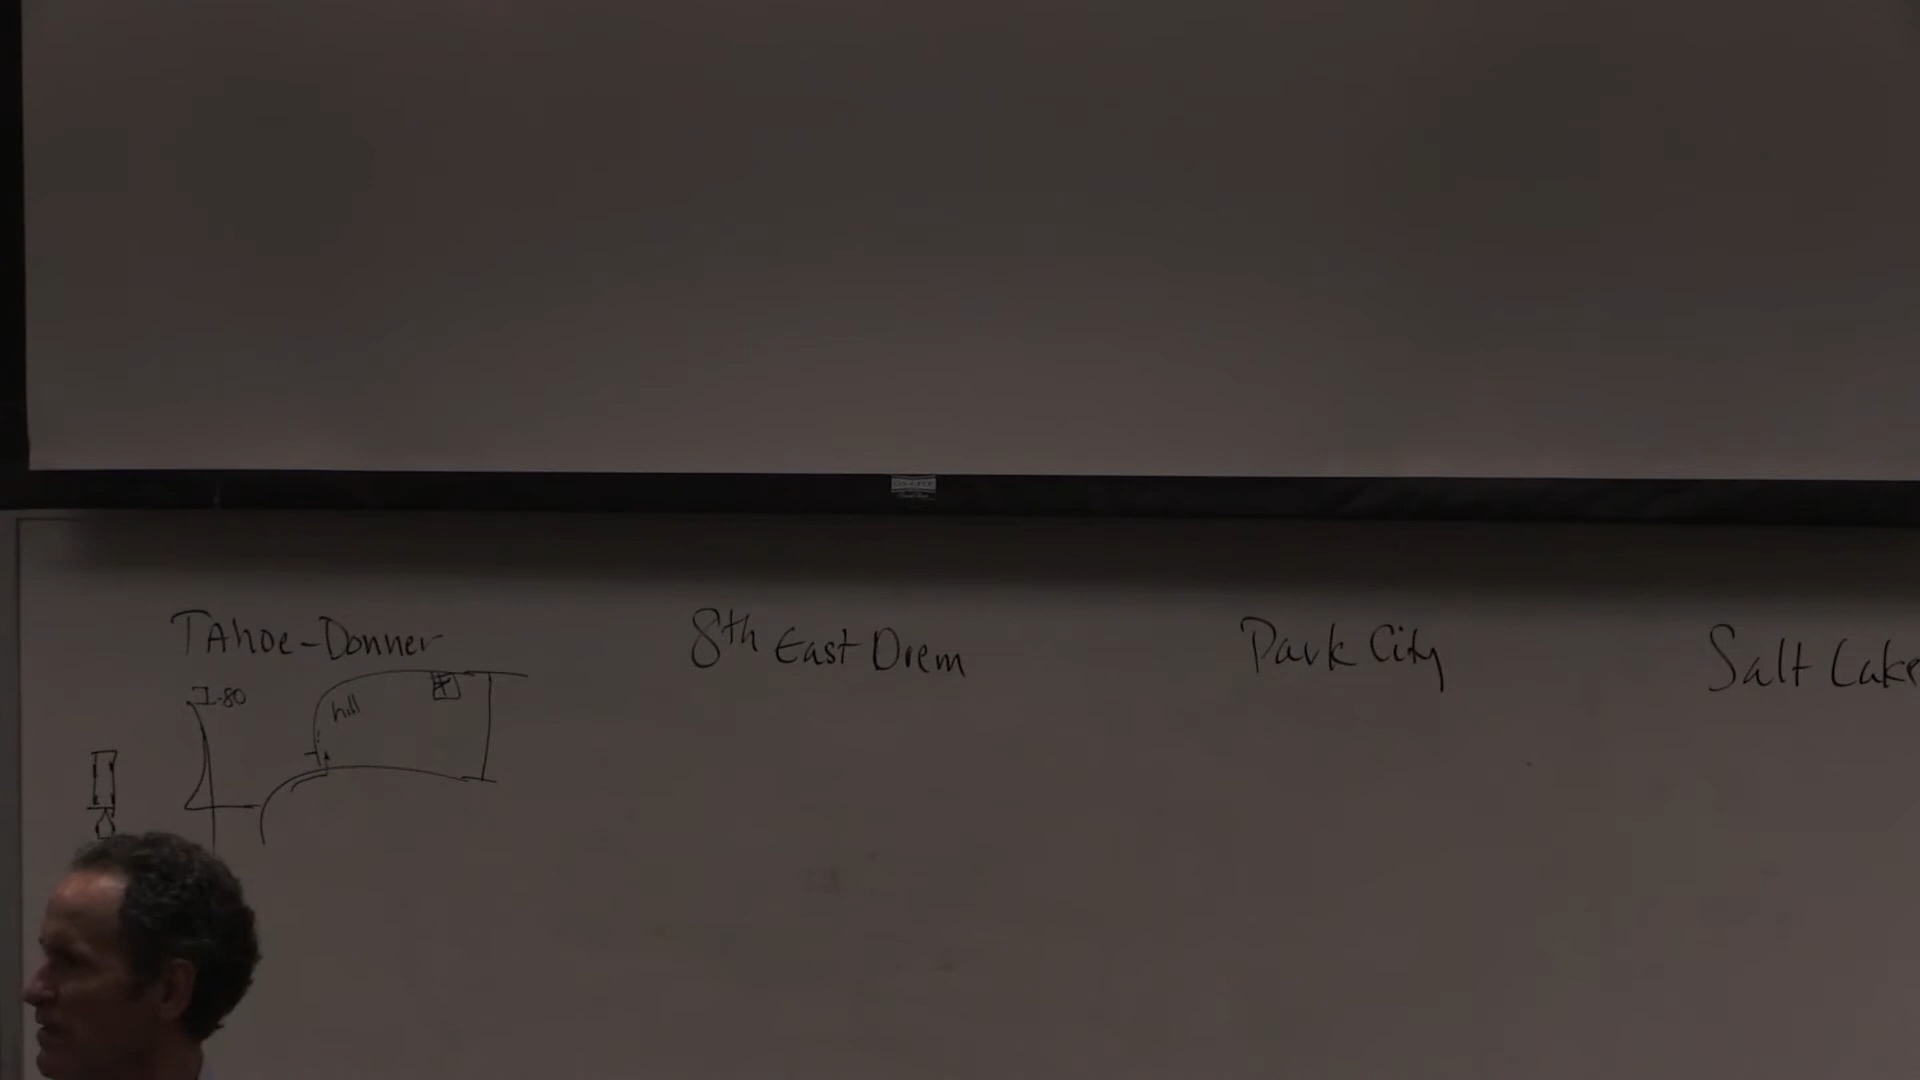 TAhoe-Donner
8th East Orem
Park City
Salt Lake
I-80
hill